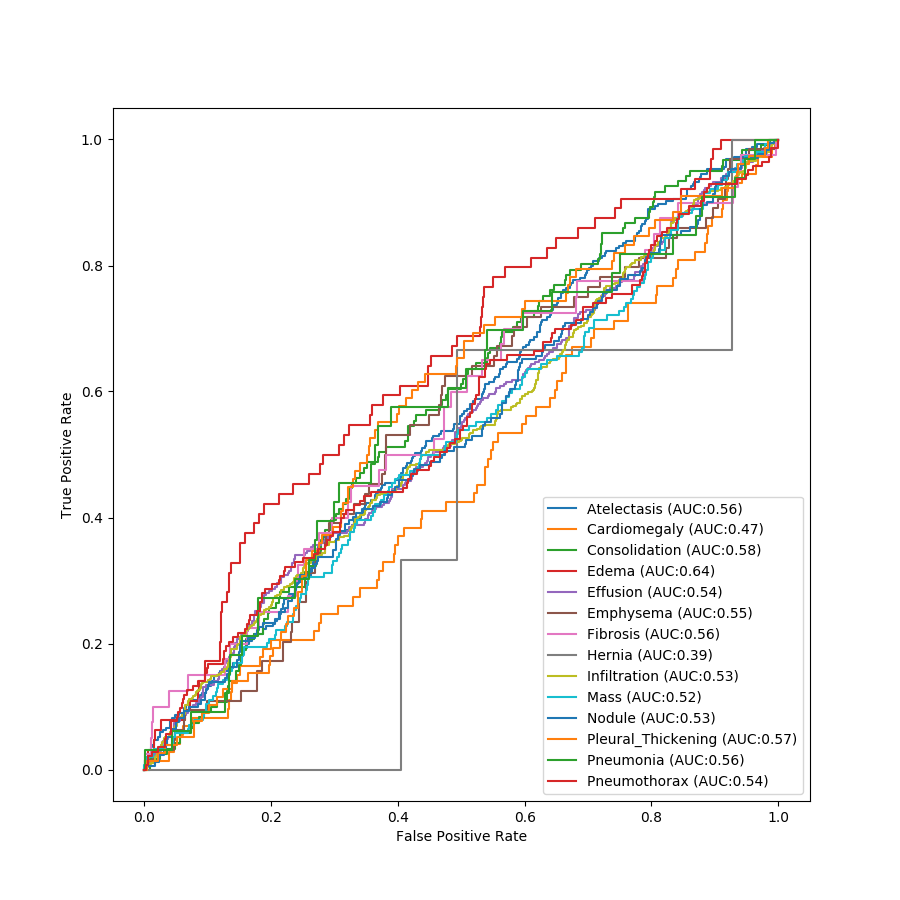 1.0
0.8
0.6
0.4
0.2
0.0
True Positive Rate
Atelectasis (AUC:0.56)
Cardiomegaly (AUC:0.47)
Consolidation (AUC:0.58)
Edema (AUC:0.64)
Effusion (AUC:0.54)
Emphysema (AUC:0.55)
Fibrosis (AUC:0.56)
Hernia (AUC:0.39)
Infiltration (AUC:0.53)
Mass (AUC:0.52)
Nodule (AUC:0.53)
Pleural_Thickening (AUC:0.57)
Pneumonia (AUC:0.56)
Pneumothorax (AUC:0.54)
0.0 0.2 0.4 0.6 0.8 1.0
False Positive Rate